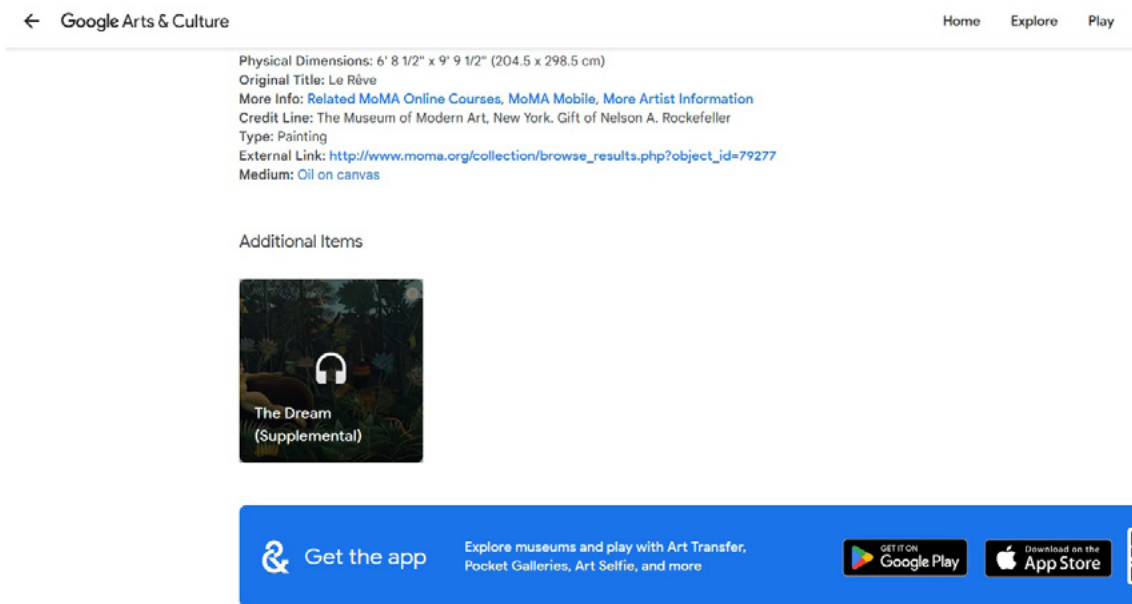 Google Arts & Culture
Home Explore Play
Physical Dimensions: 6' 8 1/2" x 9' 9 1/2" (204.5 x 298.5 cm)
Original Title: Le Rêve
More Info: Related MoMA Online Courses, MoMA Mobile, More Artist Information
Credit Line: The Museum of Modern Art, New York. Gift of Nelson A. Rockefeller
Type: Painting
External Link: http://www.moma.org/collection/browse_results.php?object_id=79277
Medium: Oil on canvas
Additional Items
The Dream
(Supplemental)
& Get the app
Explore museums and play with Art Transfer,
Pocket Galleries, Art Selfie, and more
GET IT ON
Google Play
Download on the
App Store